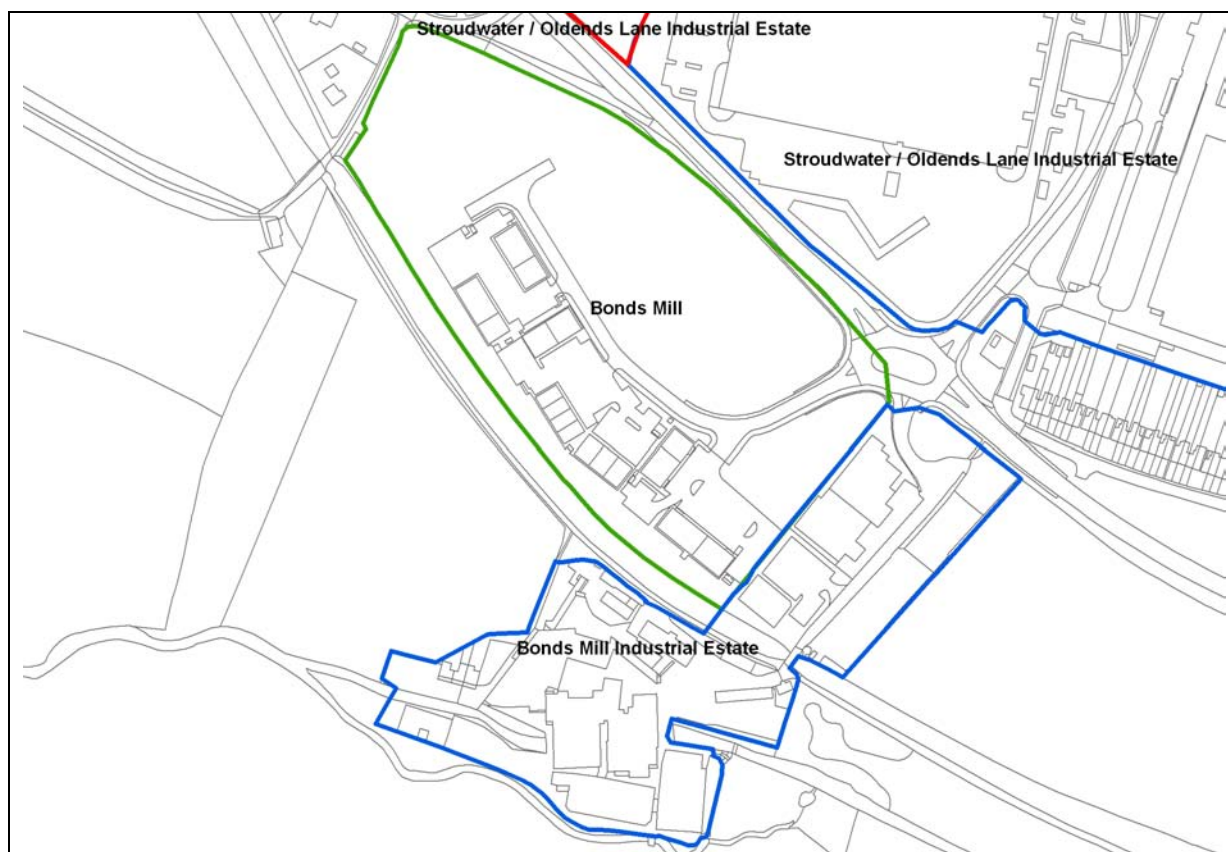 Stroudwater / Oldends Lane Industrial Estate
Stroudwater / Oldends Lane Industrial Estate
Bonds Mill
Bonds Mill Industrial Estate